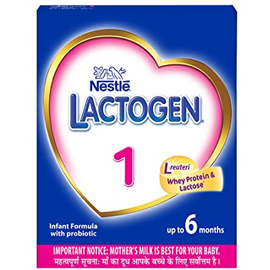 Nestlé
LACTOGEN
1
L-reuteri
Whey Protein &
Lactose
Infant Formula
with probiotic
up to 6 months
IMPORTANT NOTICE: MOTHER'S MILK IS BEST FOR YOUR BABY.
महत्वपूर्ण सूचना: माँ का दूध आपके बच्चे के लिए सर्वोत्तम है।